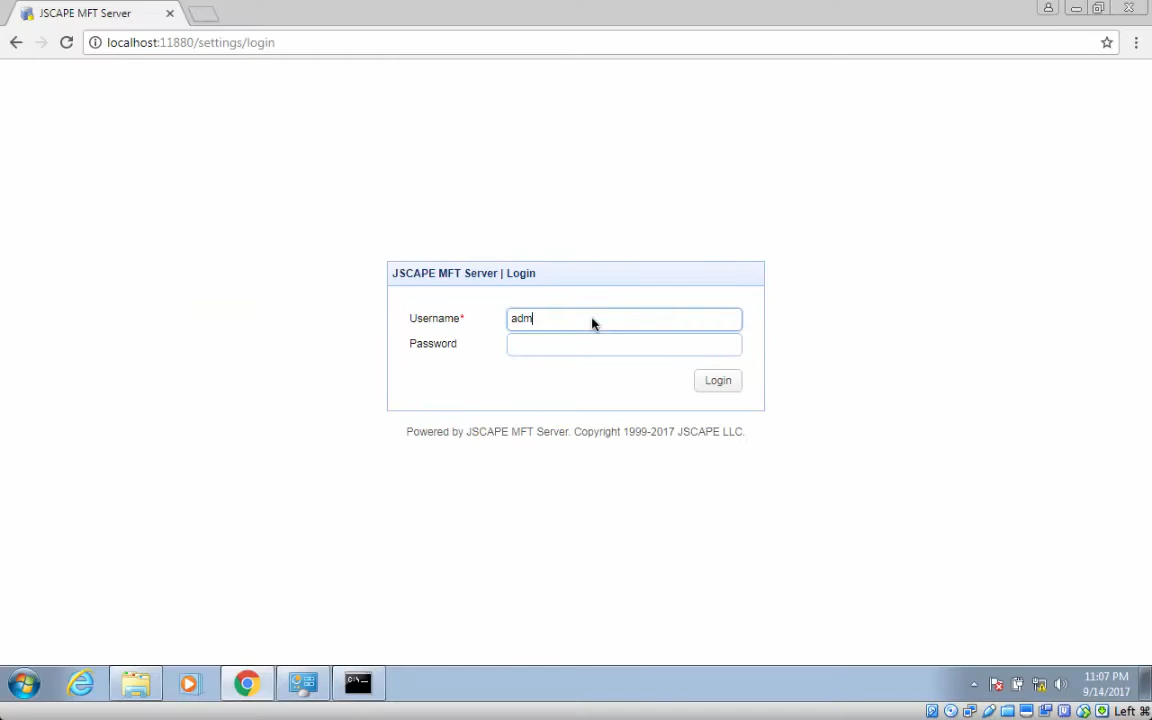 JSCAPE MFT Server
localhost:11880/settings/login
JSCAPE MFT Server | Login
Username*
adm
Password
Login
Powered by JSCAPE MFT Server. Copyright 1999-2017 JSCAPE LLC.
11:07 PM
9/14/2017
Left ⌘